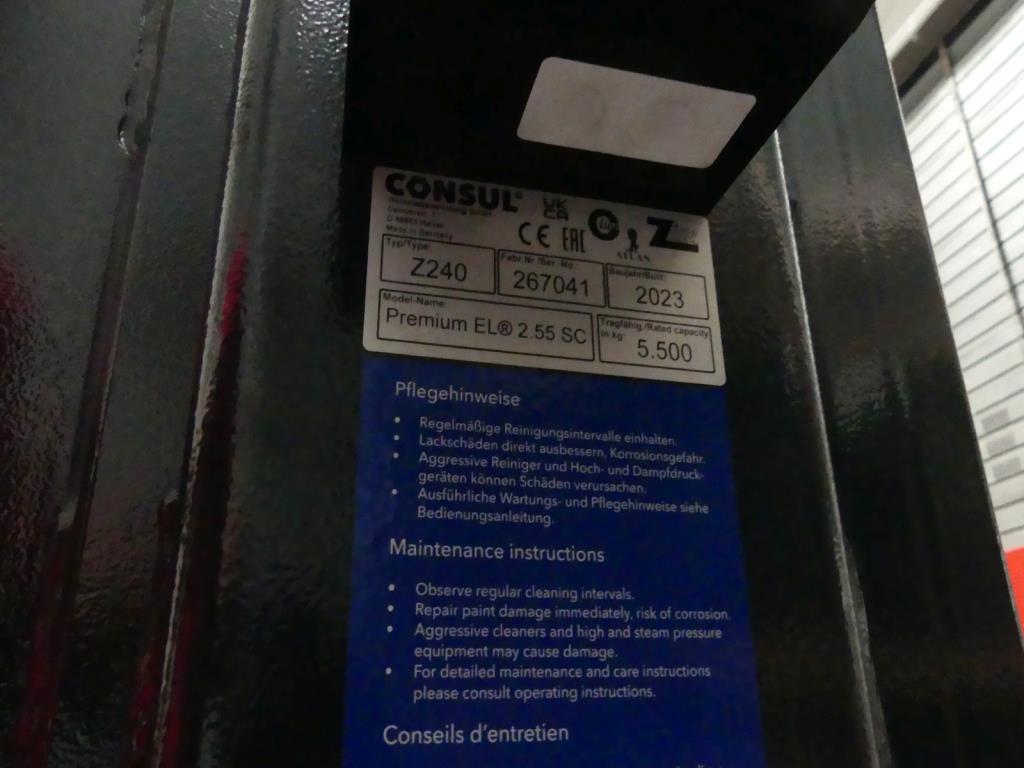 CONSUL®
Made in Germany
UK
CA
CE EAC
ATLAS
Typ/Type:
Z240
Fabr.Nr./Ser.-No.
267041
Baujahr/Built:
2023
Model-Name:
Premium EL® 2.55 SC
Tragfähig./Rated capacity
in kg:
5.500
Pflegehinweise
• Regelmäßige Reinigungsintervalle einhalten.
• Lackschäden direkt ausbessern, Korrosionsgefahr.
• Aggressive Reiniger und Hoch- und Dampfdruck-
geräten können Schäden verursachen.
• Ausführliche Wartungs- und Pflegehinweise siehe
Bedienungsanleitung.
Maintenance instructions
• Observe regular cleaning intervals.
• Repair paint damage immediately, risk of corrosion.
• Aggressive cleaners and high and steam pressure
equipment may cause damage.
• For detailed maintenance and care instructions
please consult operating instructions.
Conseils d'entretien